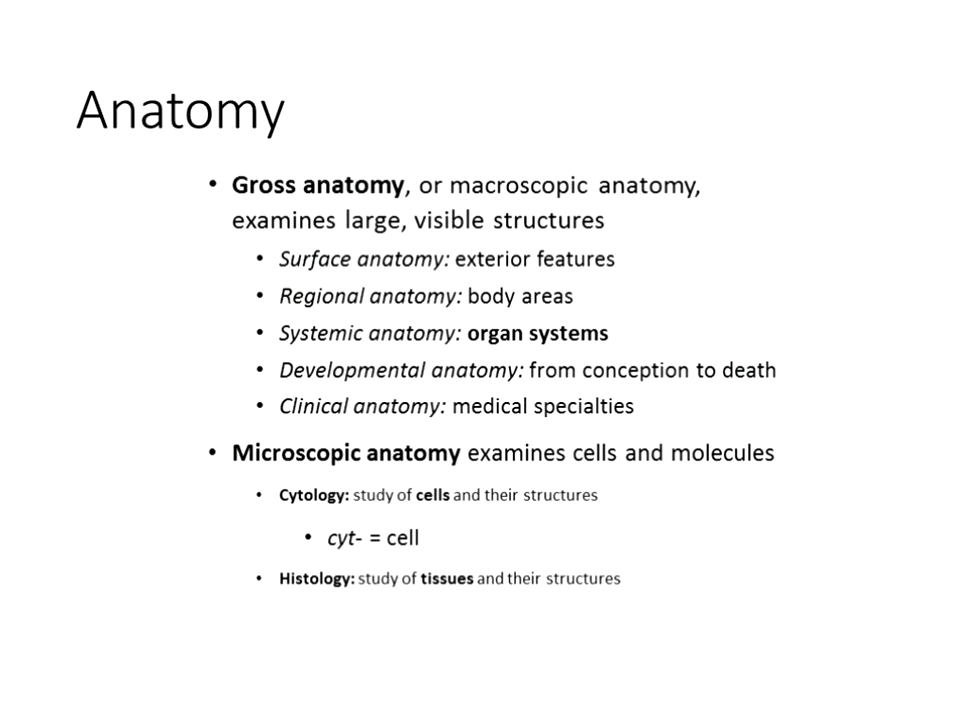 Anatomy
• Gross anatomy, or macroscopic anatomy,
examines large, visible structures
• Surface anatomy: exterior features
• Regional anatomy: body areas
• Systemic anatomy: organ systems
• Developmental anatomy: from conception to death
• Clinical anatomy: medical specialties
• Microscopic anatomy examines cells and molecules
• Cytology: study of cells and their structures
• cyt- = cell
• Histology: study of tissues and their structures